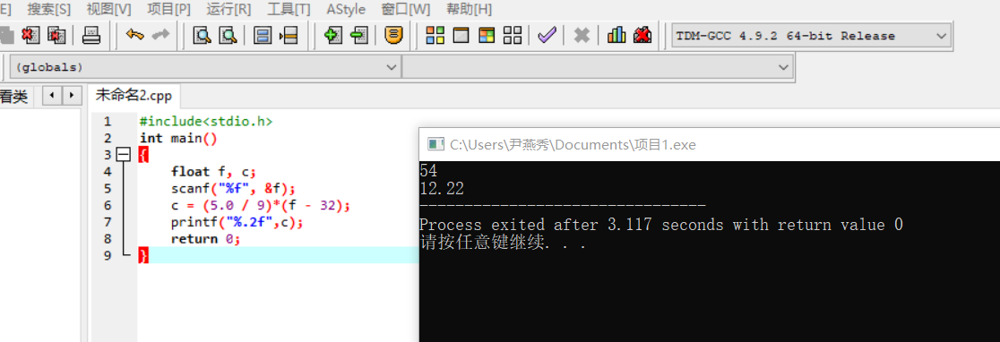 E] 搜索[S] 视图[V] 项目[P] 运行[R] 工具[T] AStyle 窗口[W] 帮助[H]
TDM-GCC 4.9.2 64-bit Release
(globals)
看类 未命名2.cpp
1 #include<stdio.h>
2 int main()
3 {
4 float f, c;
5 scanf("%f", &f);
6 c = (5.0 / 9)*(f - 32);
7 printf("%.2f",c);
8 return 0;
9 }
C:\Users\尹燕秀\Documents\项目1.exe
54
12.22
--------------------------------
Process exited after 3.117 seconds with return value 0
请按任意键继续. . .